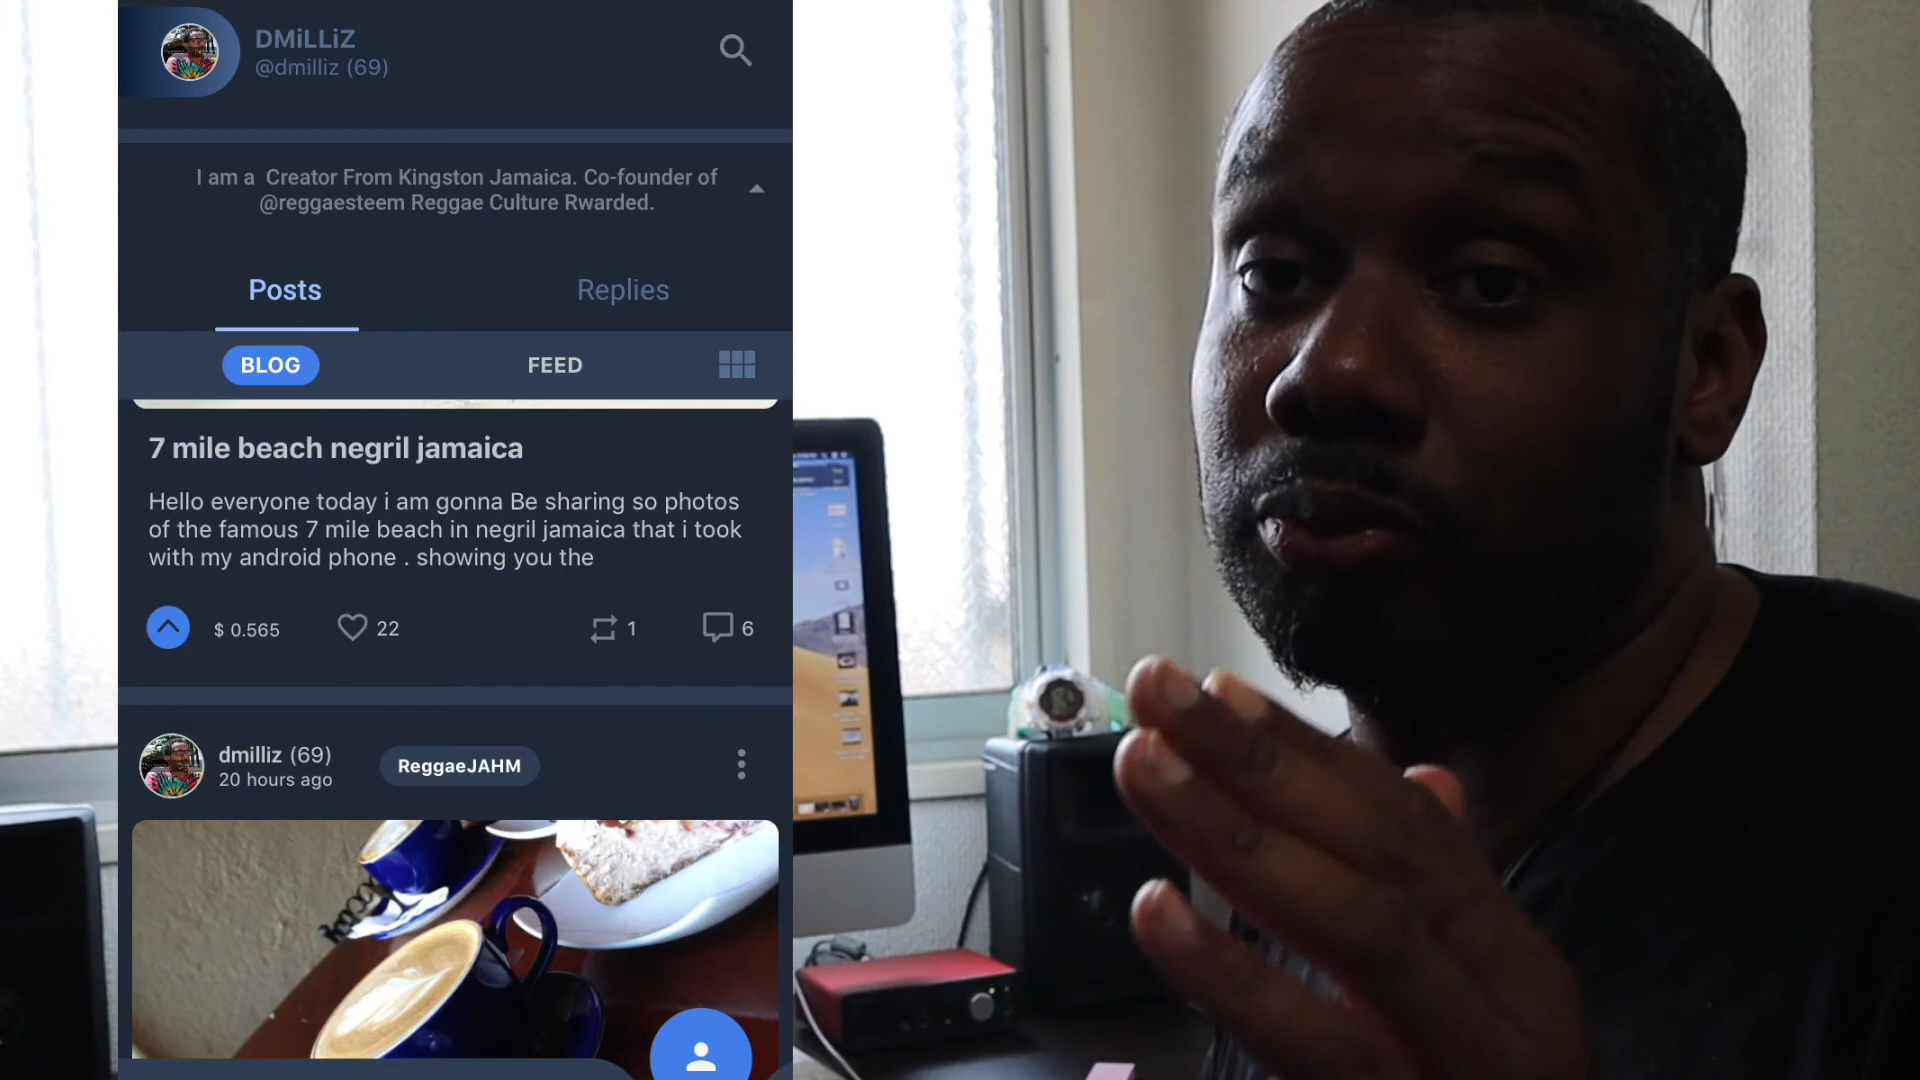 DMiLLiZ
@dmilliz (69)
I am a Creator From Kingston Jamaica. Co-founder of
@reggaesteem Reggae Culture Rwarded.
Posts
Replies
BLOG
FEED
7 mile beach negril jamaica
Hello everyone today i am gonna Be sharing so photos
of the famous 7 mile beach in negril jamaica that i took
with my android phone . showing you the
$ 0.565
22
1
6
dmilliz (69)
20 hours ago
ReggaeJAHM